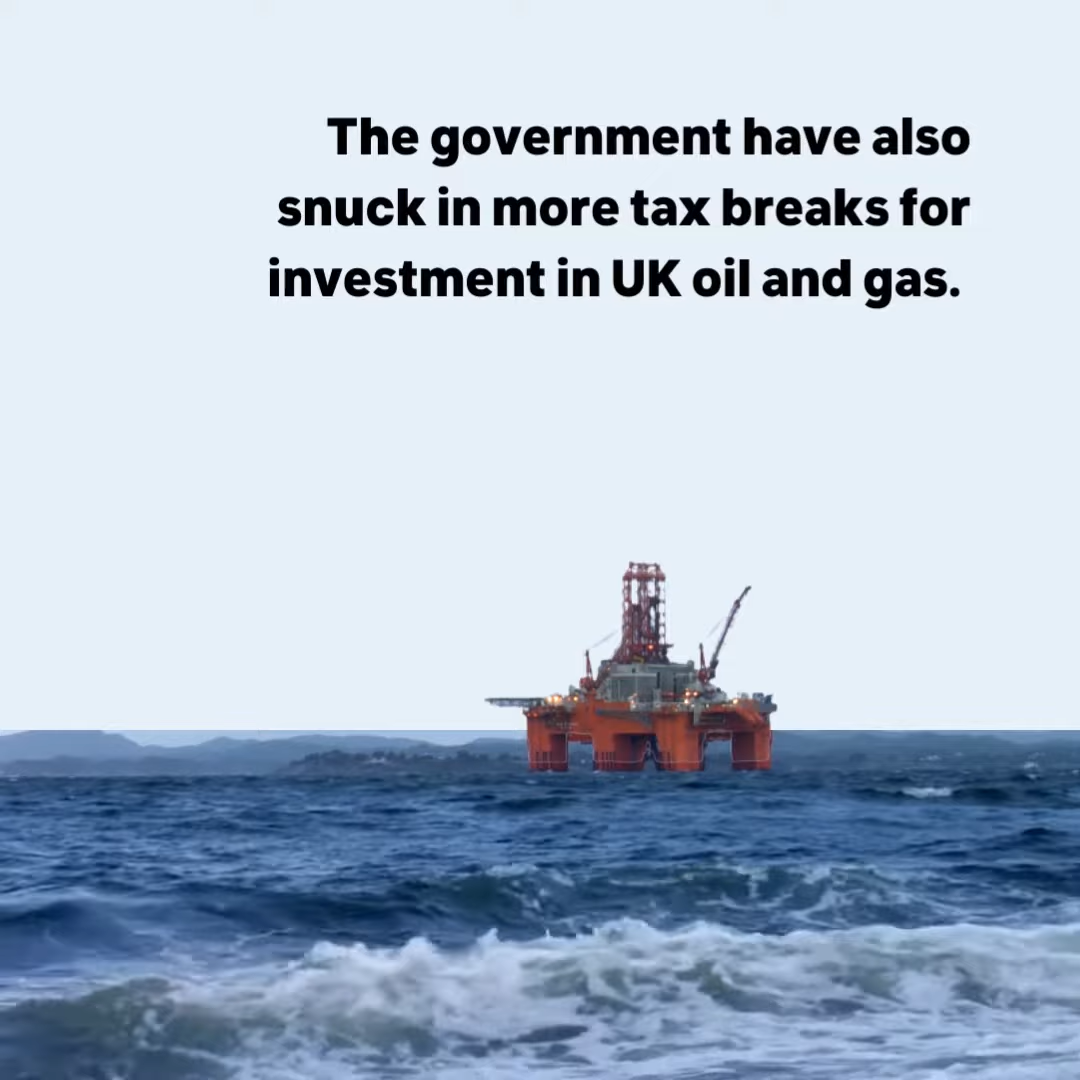 The government have also
snuck in more tax breaks for
investment in UK oil and gas.